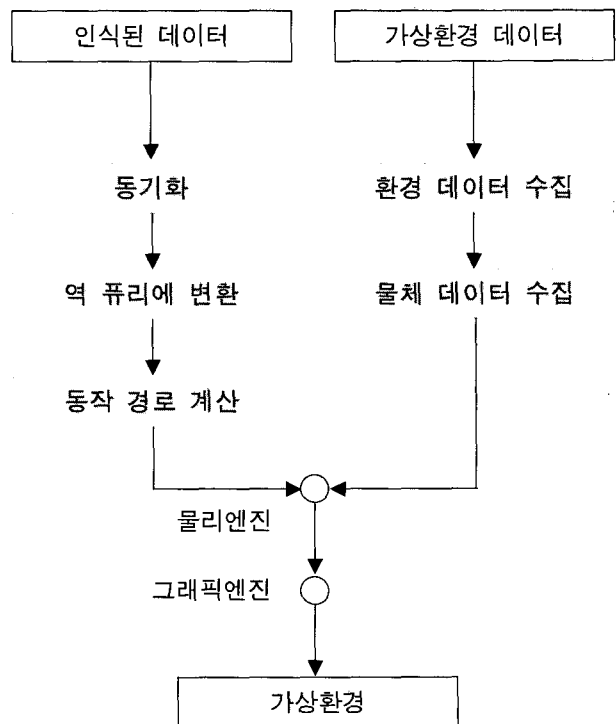 인식된 데이터
가상환경 데이터
동기화
환경 데이터 수집
역 퓨리에 변환
물체 데이터 수집
동작 경로 계산
물리엔진
그래픽엔진
가상환경